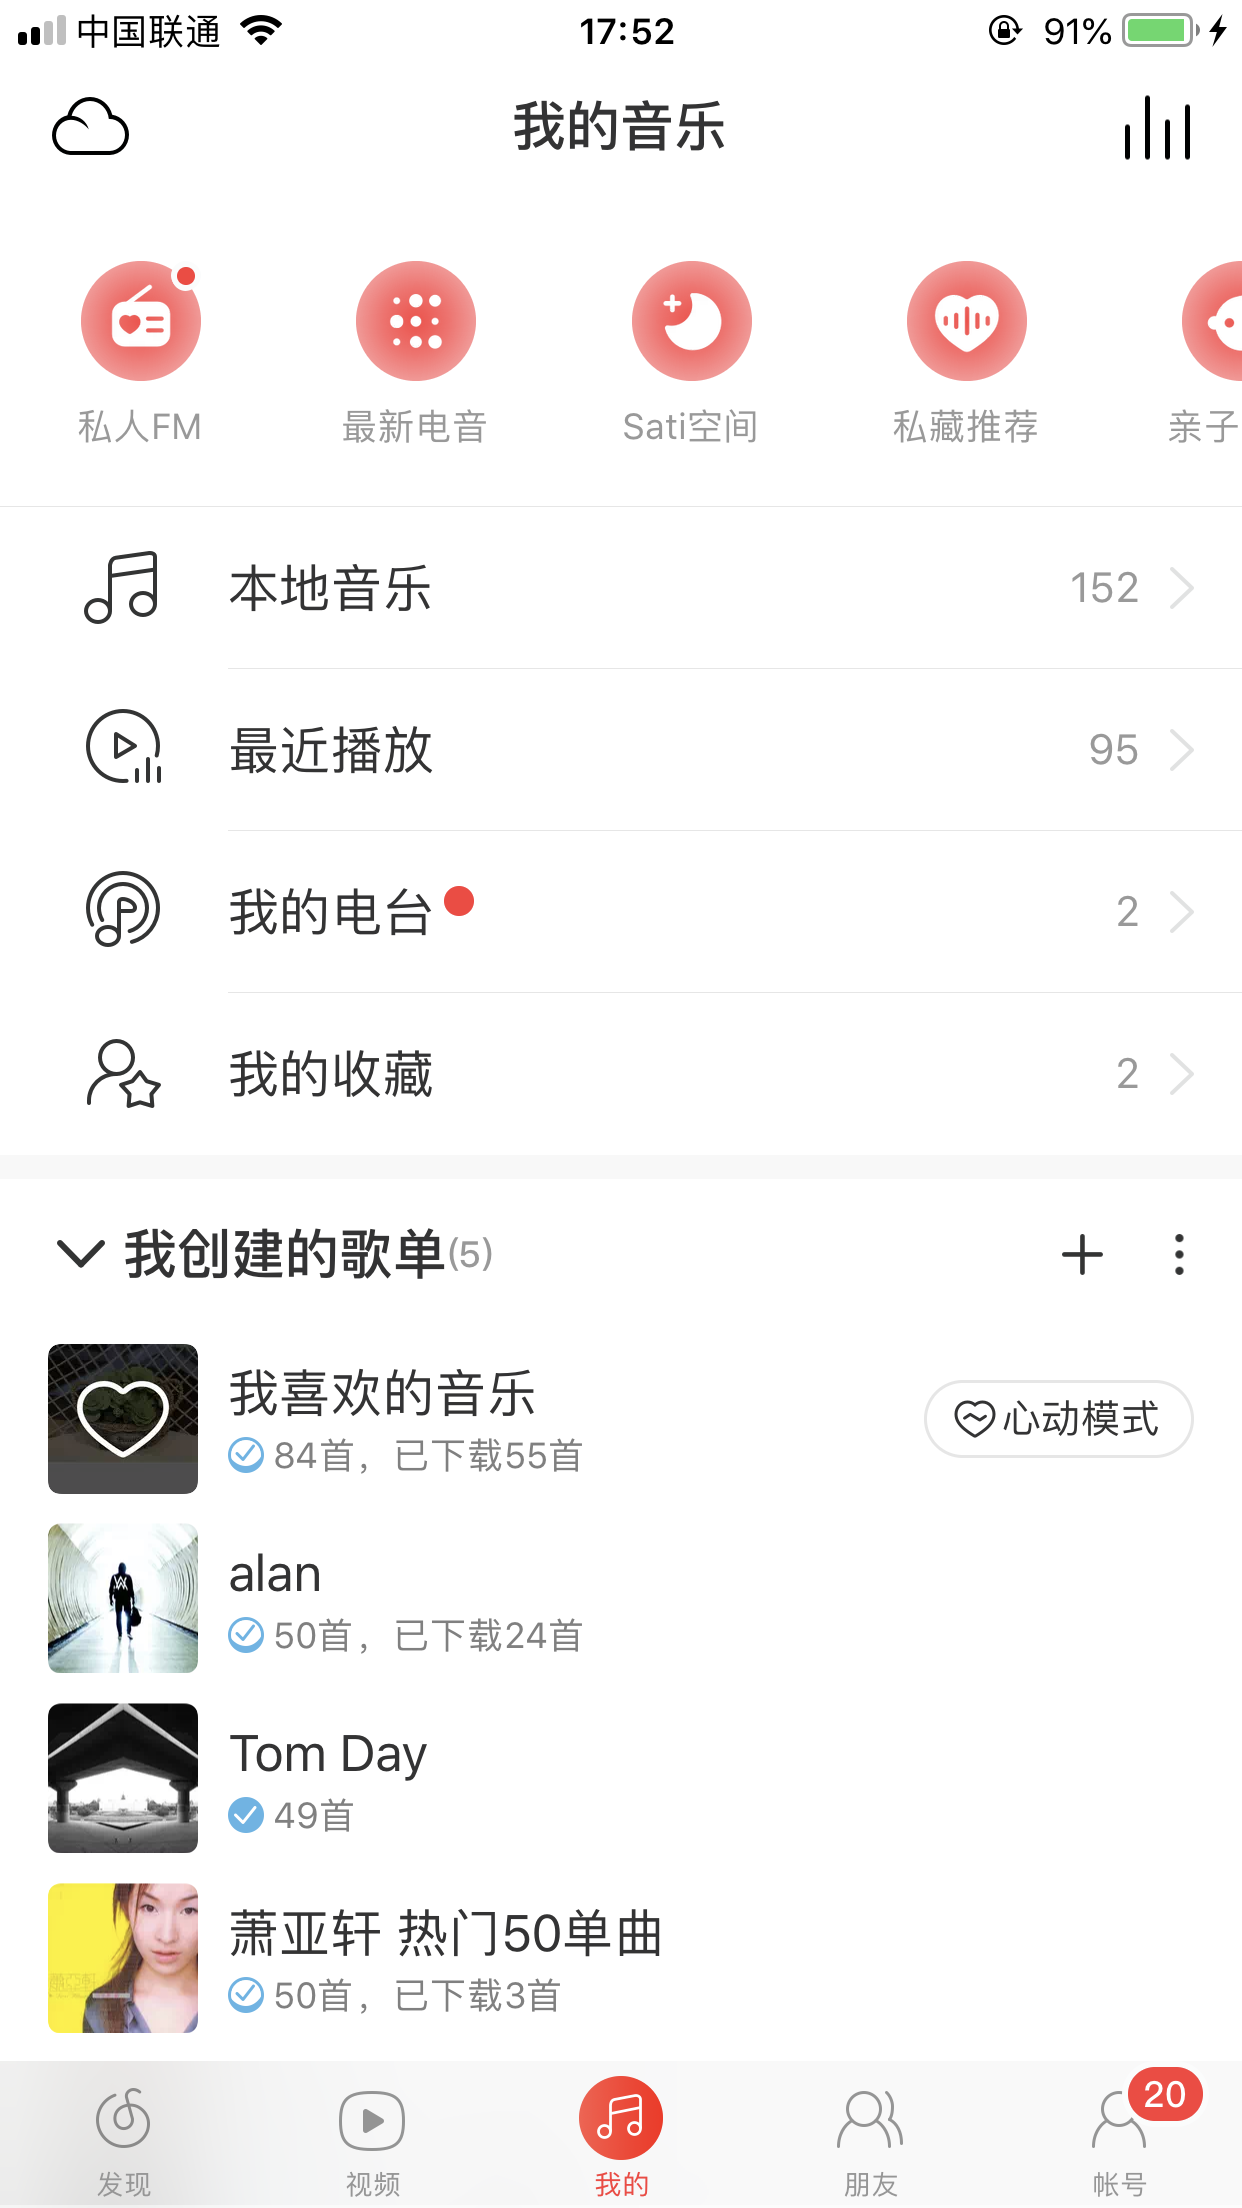 中国联通 17:52 91%
我的音乐
私人FM 最新电音 Sati空间 私藏推荐 亲子
本地音乐 152
最近播放 95
我的电台 2
我的收藏 2
我创建的歌单(5)
我喜欢的音乐
84首，已下载55首
心动模式
alan
50首，已下载24首
Tom Day
49首
萧亚轩 热门50单曲
50首，已下载3首
20
发现 视频 我的 朋友 帐号